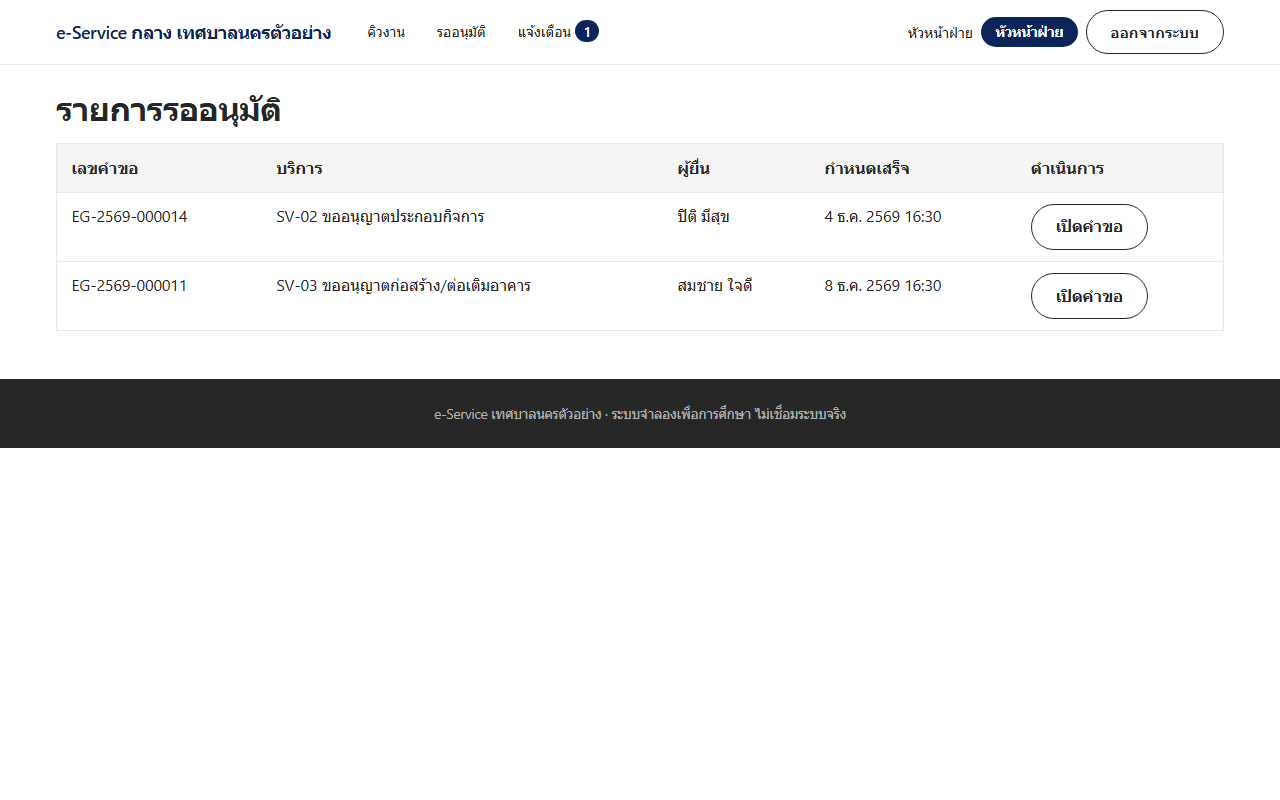 e-Service กลาง เทศบาลนครตัวอย่าง คิวงาน รออนุมัติ แจ้งเตือน 1 หัวหน้าฝ่าย หัวหน้าฝ่าย ออกจากระบบ
รายการรออนุมัติ
เลขคำขอ บริการ ผู้ยื่น กำหนดเสร็จ ดำเนินการ
EG-2569-000014 SV-02 ขออนุญาตประกอบกิจการ ปิติ มีสุข 4 ธ.ค. 2569 16:30 เปิดคำขอ
EG-2569-000011 SV-03 ขออนุญาตก่อสร้าง/ต่อเติมอาคาร สมชาย ใจดี 8 ธ.ค. 2569 16:30 เปิดคำขอ
e-Service เทศบาลนครตัวอย่าง · ระบบจำลองเพื่อการศึกษา ไม่เชื่อมระบบจริง